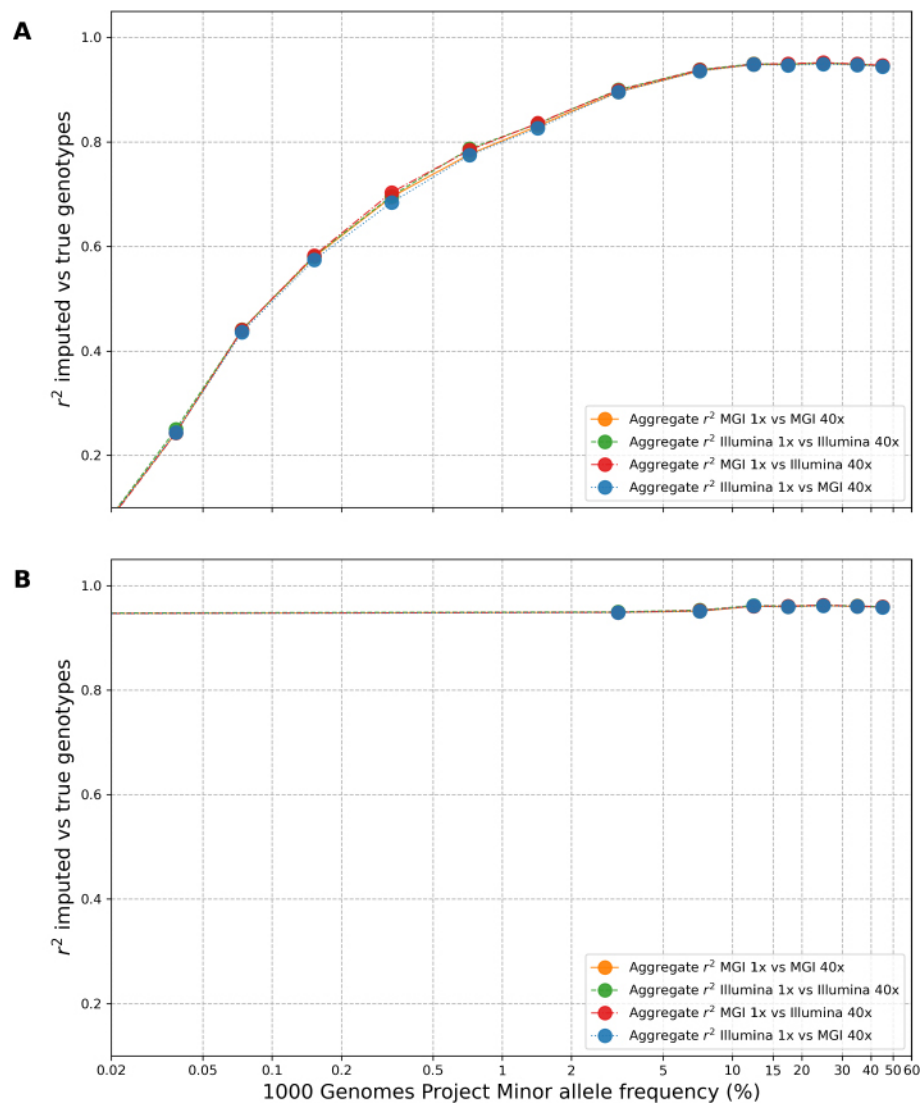 A
r² imputed vs true genotypes
1.0
0.8
0.6
0.4
0.2
Aggregate r² MGI 1x vs MGI 40x
Aggregate r² Illumina 1x vs Illumina 40x
Aggregate r² MGI 1x vs Illumina 40x
Aggregate r² Illumina 1x vs MGI 40x
B
r² imputed vs true genotypes
1.0
0.8
0.6
0.4
0.2
Aggregate r² MGI 1x vs MGI 40x
Aggregate r² Illumina 1x vs Illumina 40x
Aggregate r² MGI 1x vs Illumina 40x
Aggregate r² Illumina 1x vs MGI 40x
0.02 0.05 0.1 0.2 0.5 1 2 5 10 15 20 30 40 50 60
1000 Genomes Project Minor allele frequency (%)